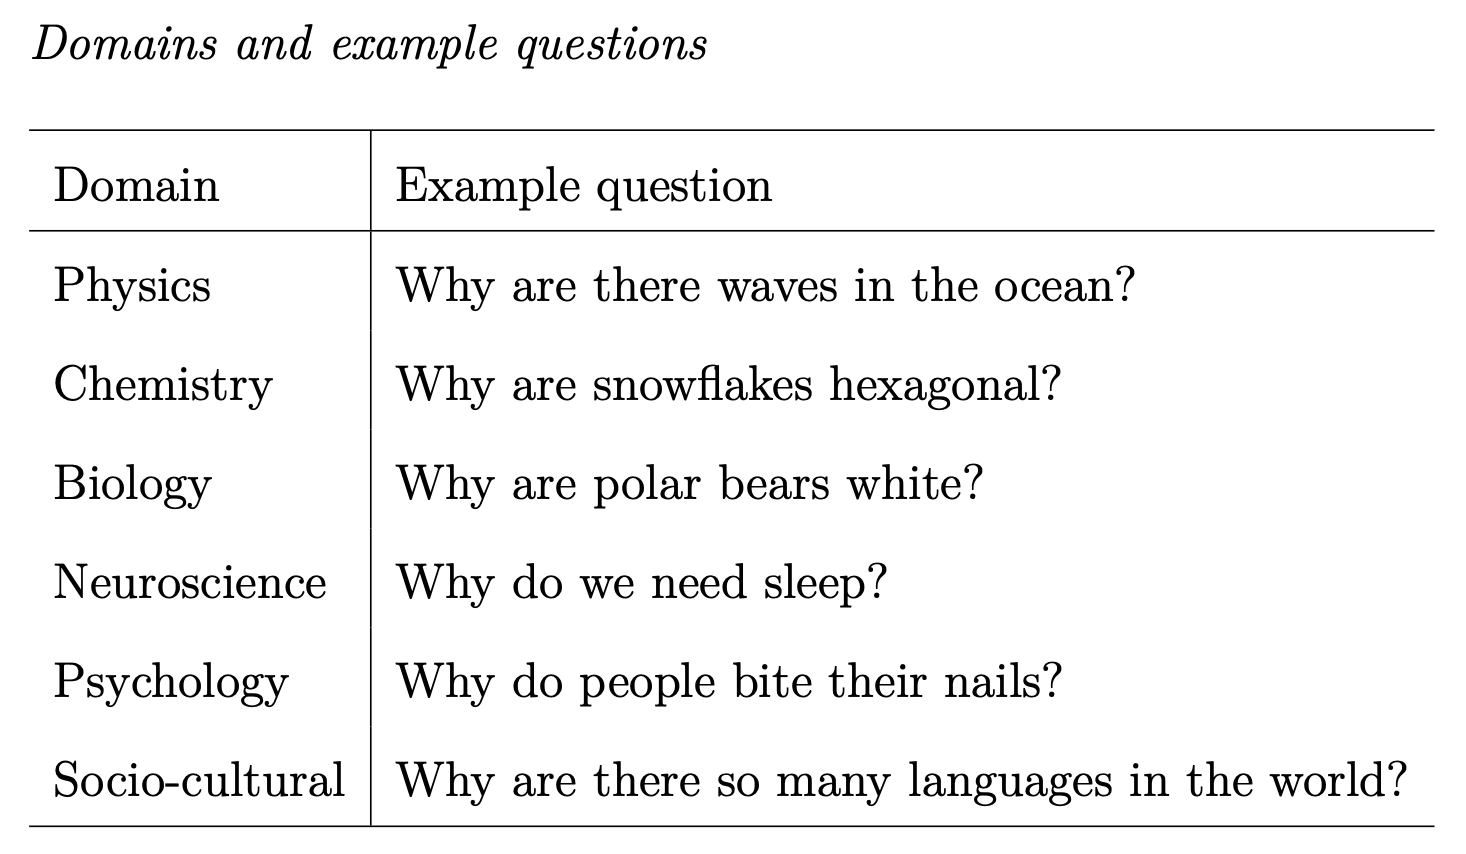 Domains and example questions
Domain Example question
Physics Why are there waves in the ocean?
Chemistry Why are snowflakes hexagonal?
Biology Why are polar bears white?
Neuroscience Why do we need sleep?
Psychology Why do people bite their nails?
Socio-cultural Why are there so many languages in the world?